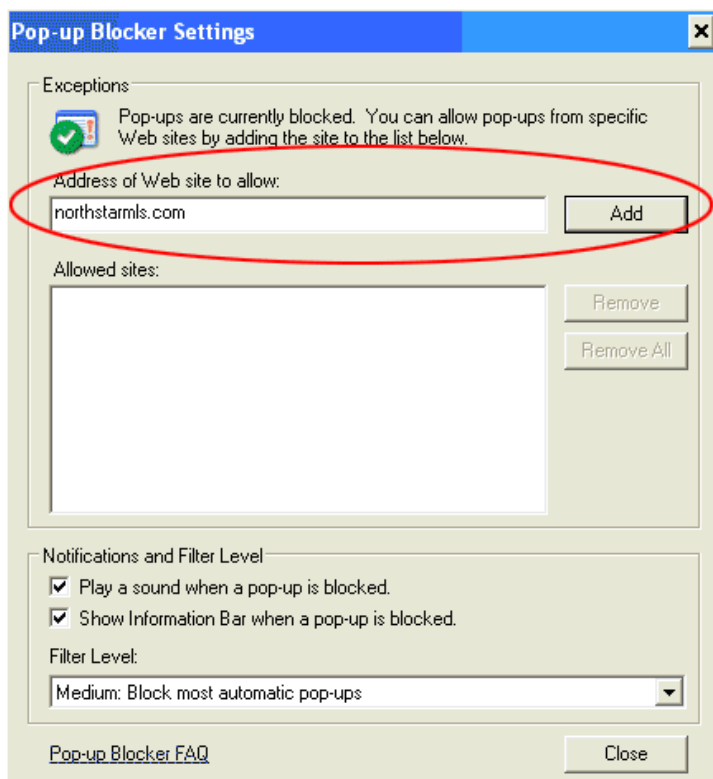 Pop-up Blocker Settings
Exceptions
Pop-ups are currently blocked. You can allow pop-ups from specific
Web sites by adding the site to the list below.
Address of Web site to allow:
northstarmls.com
Add
Allowed sites:
Remove
Remove All
Notifications and Filter Level
Play a sound when a pop-up is blocked.
Show Information Bar when a pop-up is blocked.
Filter Level:
Medium: Block most automatic pop-ups
Pop-up Blocker FAQ
Close